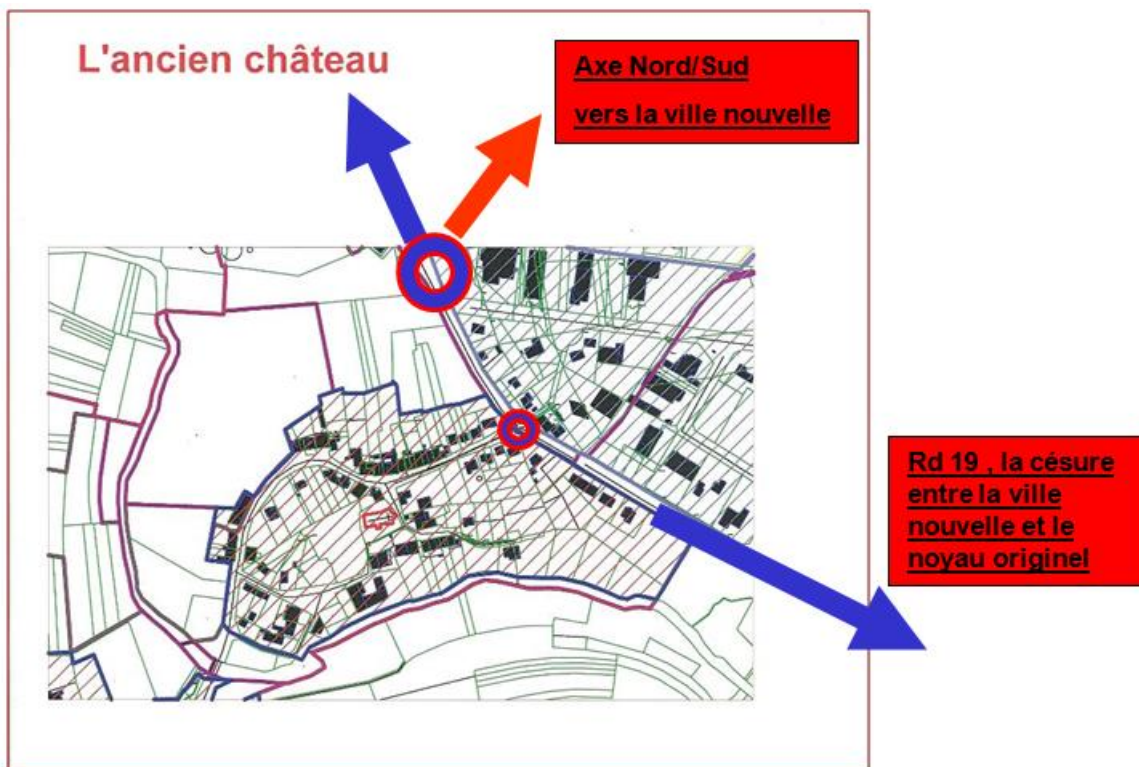 L'ancien château
Axe Nord/Sud
vers la ville nouvelle
Rd 19 , la césure
entre la ville
nouvelle et le
noyau originel